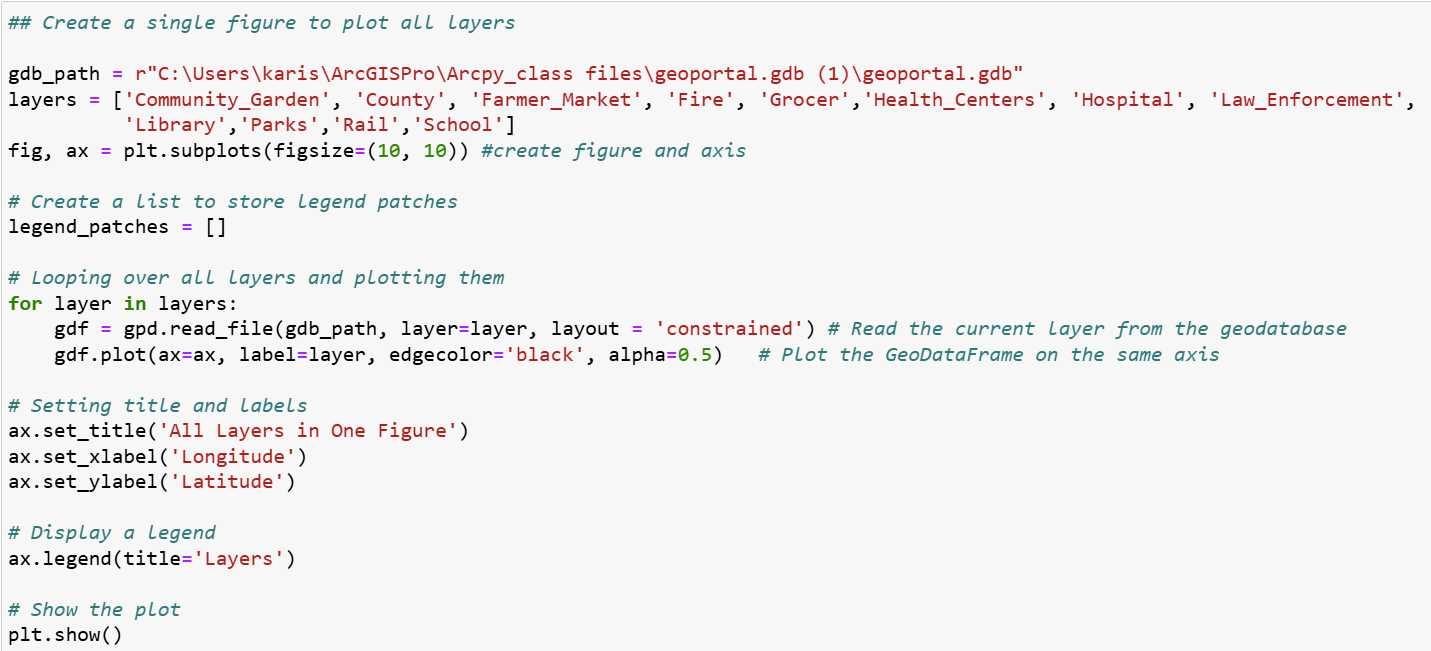 ## Create a single figure to plot all layers
gdb_path = r"C:\Users\karis\ArcGISPro\Arcpy_class files\geoportal.gdb (1)\geoportal.gdb"
layers = ['Community_Garden', 'County', 'Farmer_Market', 'Fire', 'Grocer','Health_Centers', 'Hospital', 'Law_Enforcement',
          'Library','Parks','Rail','School']
fig, ax = plt.subplots(figsize=(10, 10)) #create figure and axis
# Create a list to store legend patches
legend_patches = []
# Looping over all layers and plotting them
for layer in layers:
    gdf = gpd.read_file(gdb_path, layer=layer, layout = 'constrained') # Read the current layer from the geodatabase
    gdf.plot(ax=ax, label=layer, edgecolor='black', alpha=0.5)   # Plot the GeoDataFrame on the same axis
# Setting title and labels
ax.set_title('All Layers in One Figure')
ax.set_xlabel('Longitude')
ax.set_ylabel('Latitude')
# Display a legend
ax.legend(title='Layers')
# Show the plot
plt.show()